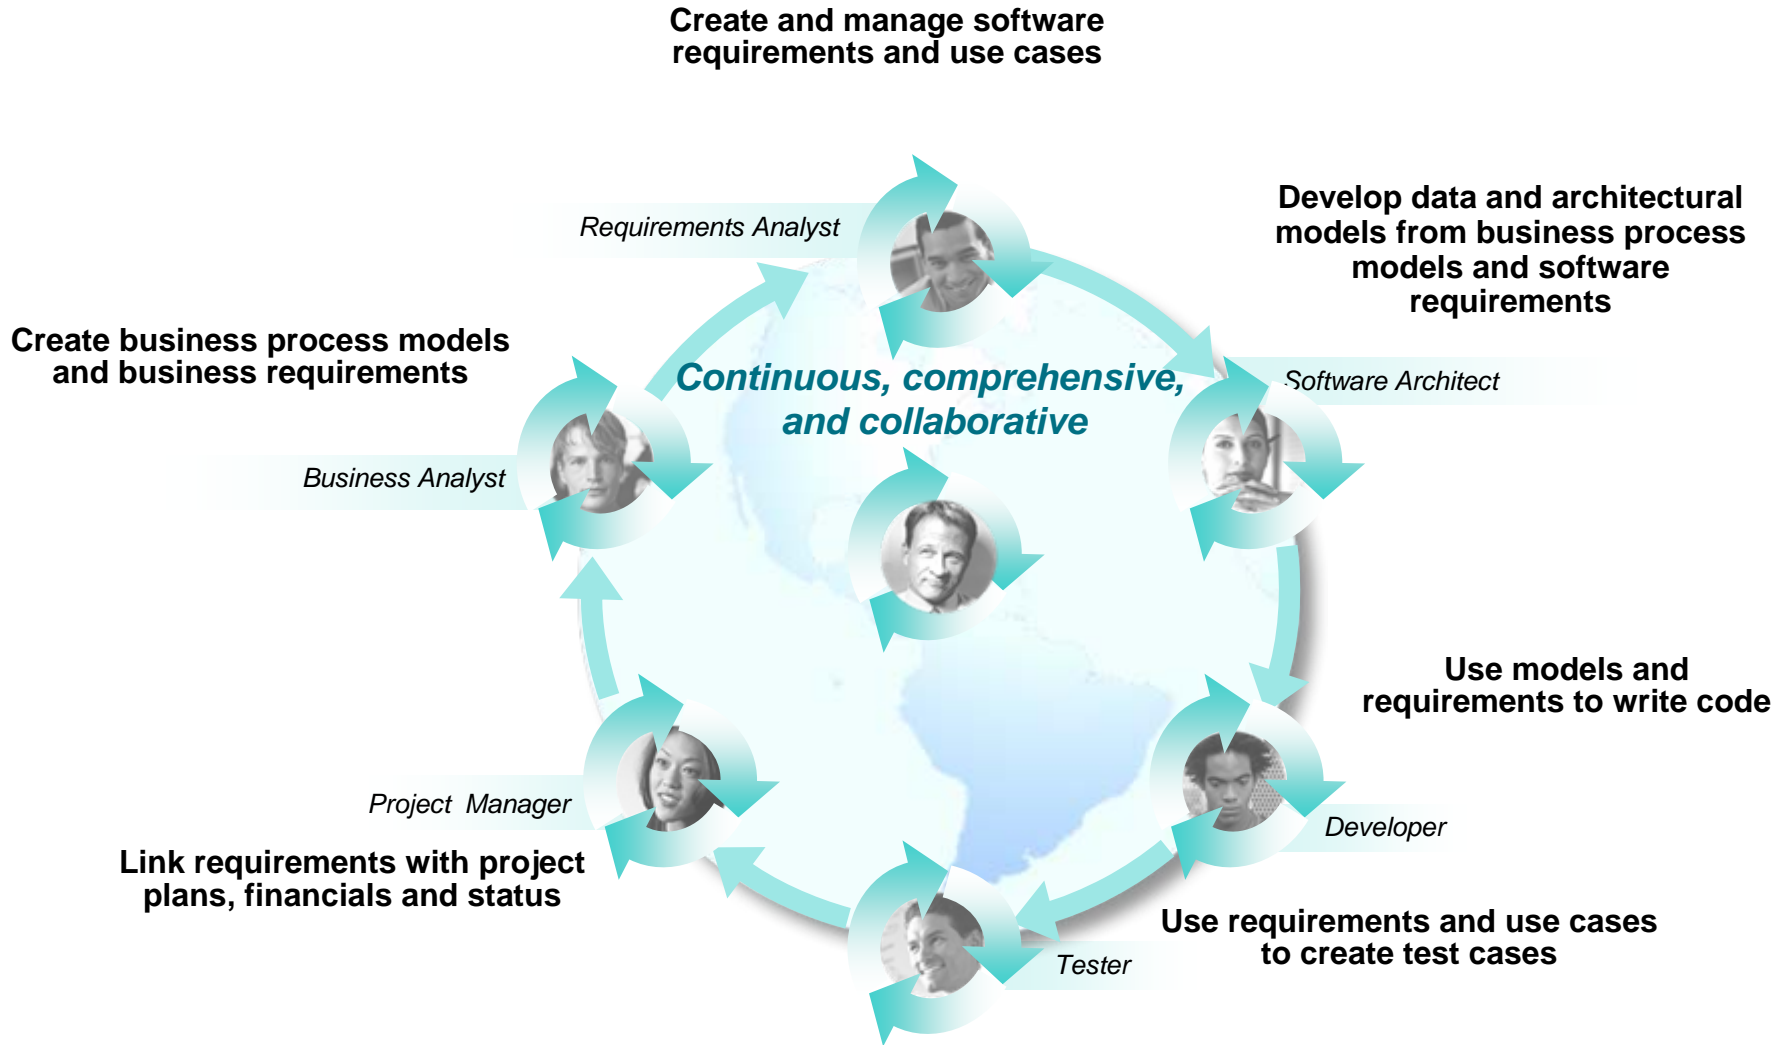 Create and manage software
requirements and use cases
Requirements Analyst
Develop data and architectural
models from business process
models and software
requirements
Create business process models
and business requirements
Continuous, comprehensive,
and collaborative
Software Architect
Business Analyst
Use models and
requirements to write code
Project Manager
Developer
Link requirements with project
plans, financials and status
Use requirements and use cases
to create test cases
Tester